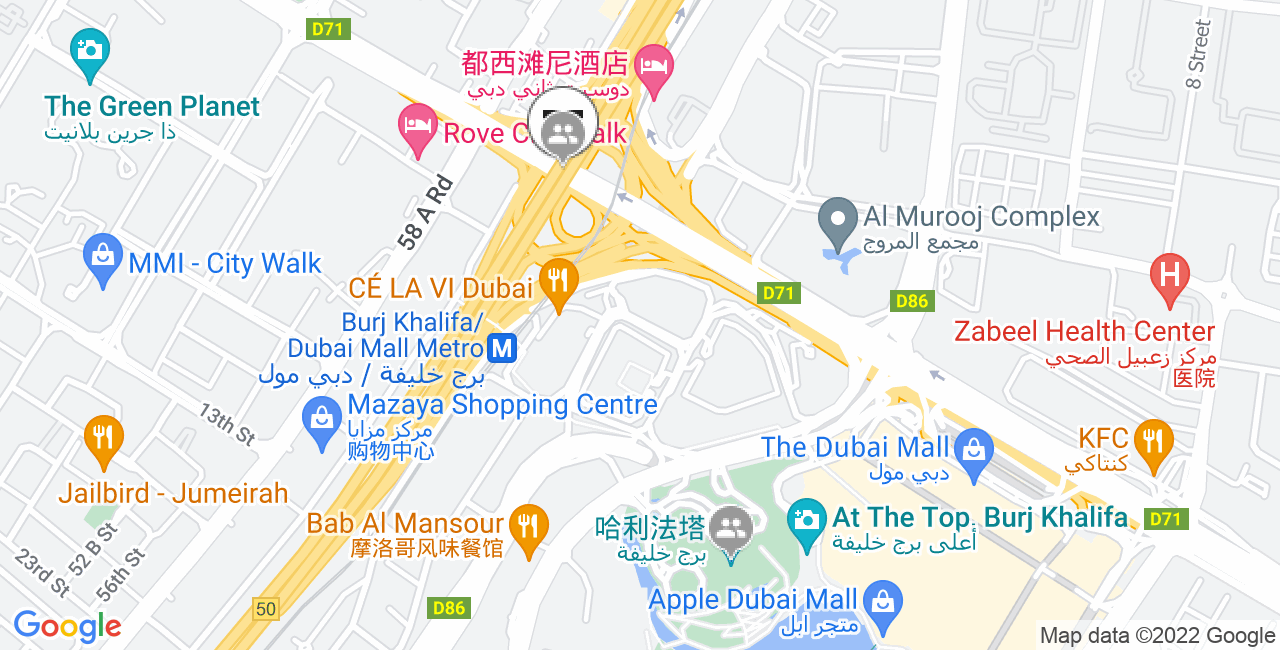 D71
8 Street
都西滩尼酒店
دبي
The Green Planet
ذا جرين بلانيت
Rove
58 A Rd
Al Murooj Complex
مجمع المروج
MMI - City Walk
CÉ LA VI Dubai
D71
D86
Burj Khalifa/
Dubai Mall Metro
برج خليفة / دبي مول
M
H
Zabeel Health Center
مركز زعبيل الصحي
医院
Mazaya Shopping Centre
مركز مزايا
购物中心
13th St
KFC
كنتاكي
The Dubai Mall
دبي مول
Jailbird - Jumeirah
Bab Al Mansour
摩洛哥风味餐馆
哈利法塔
برج خليفة
At The Top, Burj Khalifa
أعلى برج خليفة
D71
52 B St
23rd St
56th St
50
D86
Apple Dubai Mall
متجر ابل
Google
Map data ©2022 Google